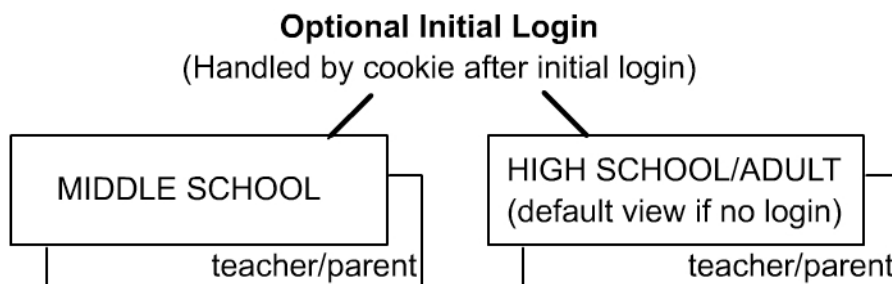 Optional Initial Login
(Handled by cookie after initial login)
MIDDLE SCHOOL
HIGH SCHOOL/ADULT
(default view if no login)
teacher/parent
teacher/parent